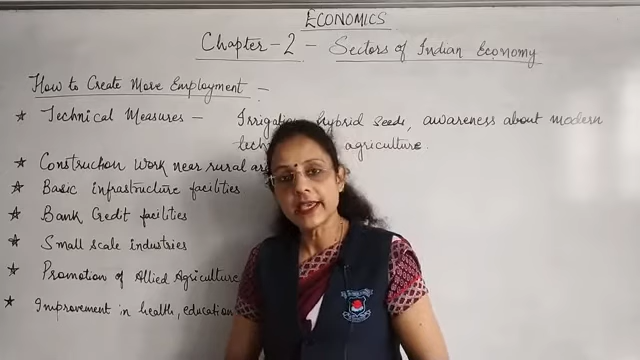 ECONOMICS
Chapter-2 - Sectors of Indian Economy
How to Create More Employment -
★ Technical Measures - Irrigation, hybrid seeds, awareness about modern
agriculture.
★ Construction work near rural
★ Basic infrastructure facilities
★ Bank Credit facilities
★ Small scale industries
★ Promotion of Allied Agriculture
★ Improvement in health, education